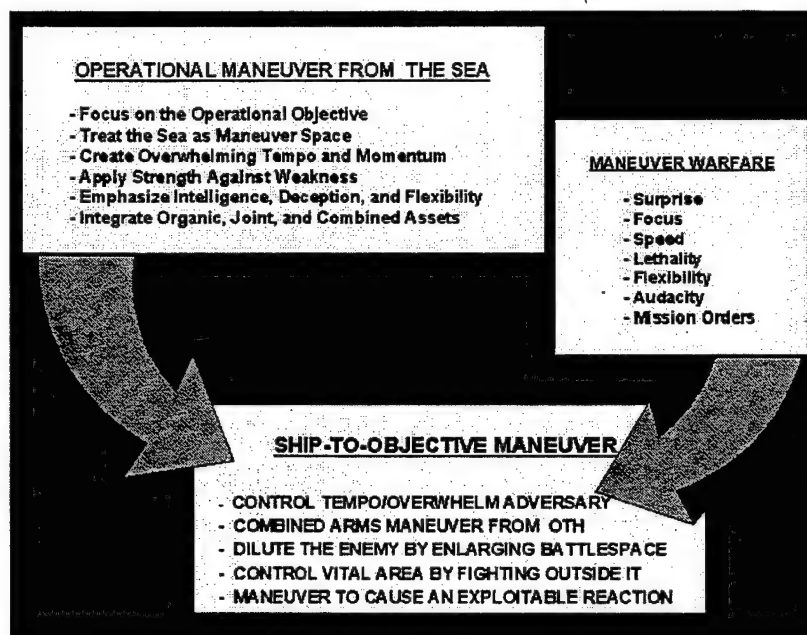 OPERATIONAL MANEUVER FROM THE SEA
- Focus on the Operational Objective
- Treat the Sea as Maneuver Space
- Create Overwhelming Tempo and Momentum
- Apply Strength Against Weakness
- Emphasize Intelligence, Deception, and Flexibility
- Integrate Organic, Joint, and Combined Assets
MANEUVER WARFARE
- Surprise
- Focus
- Speed
- Lethality
- Flexibility
- Audacity
- Mission Orders
SHIP-TO-OBJECTIVE MANEUVER
- CONTROL TEMPO/OVERWHELM ADVERSARY
- COMBINED ARMS MANEUVER FROM OTH
- DILUTE THE ENEMY BY ENLARGING BATTLESPACE
- CONTROL VITAL AREA BY FIGHTING OUTSIDE IT
- MANEUVER TO CAUSE AN EXPLOITABLE REACTION